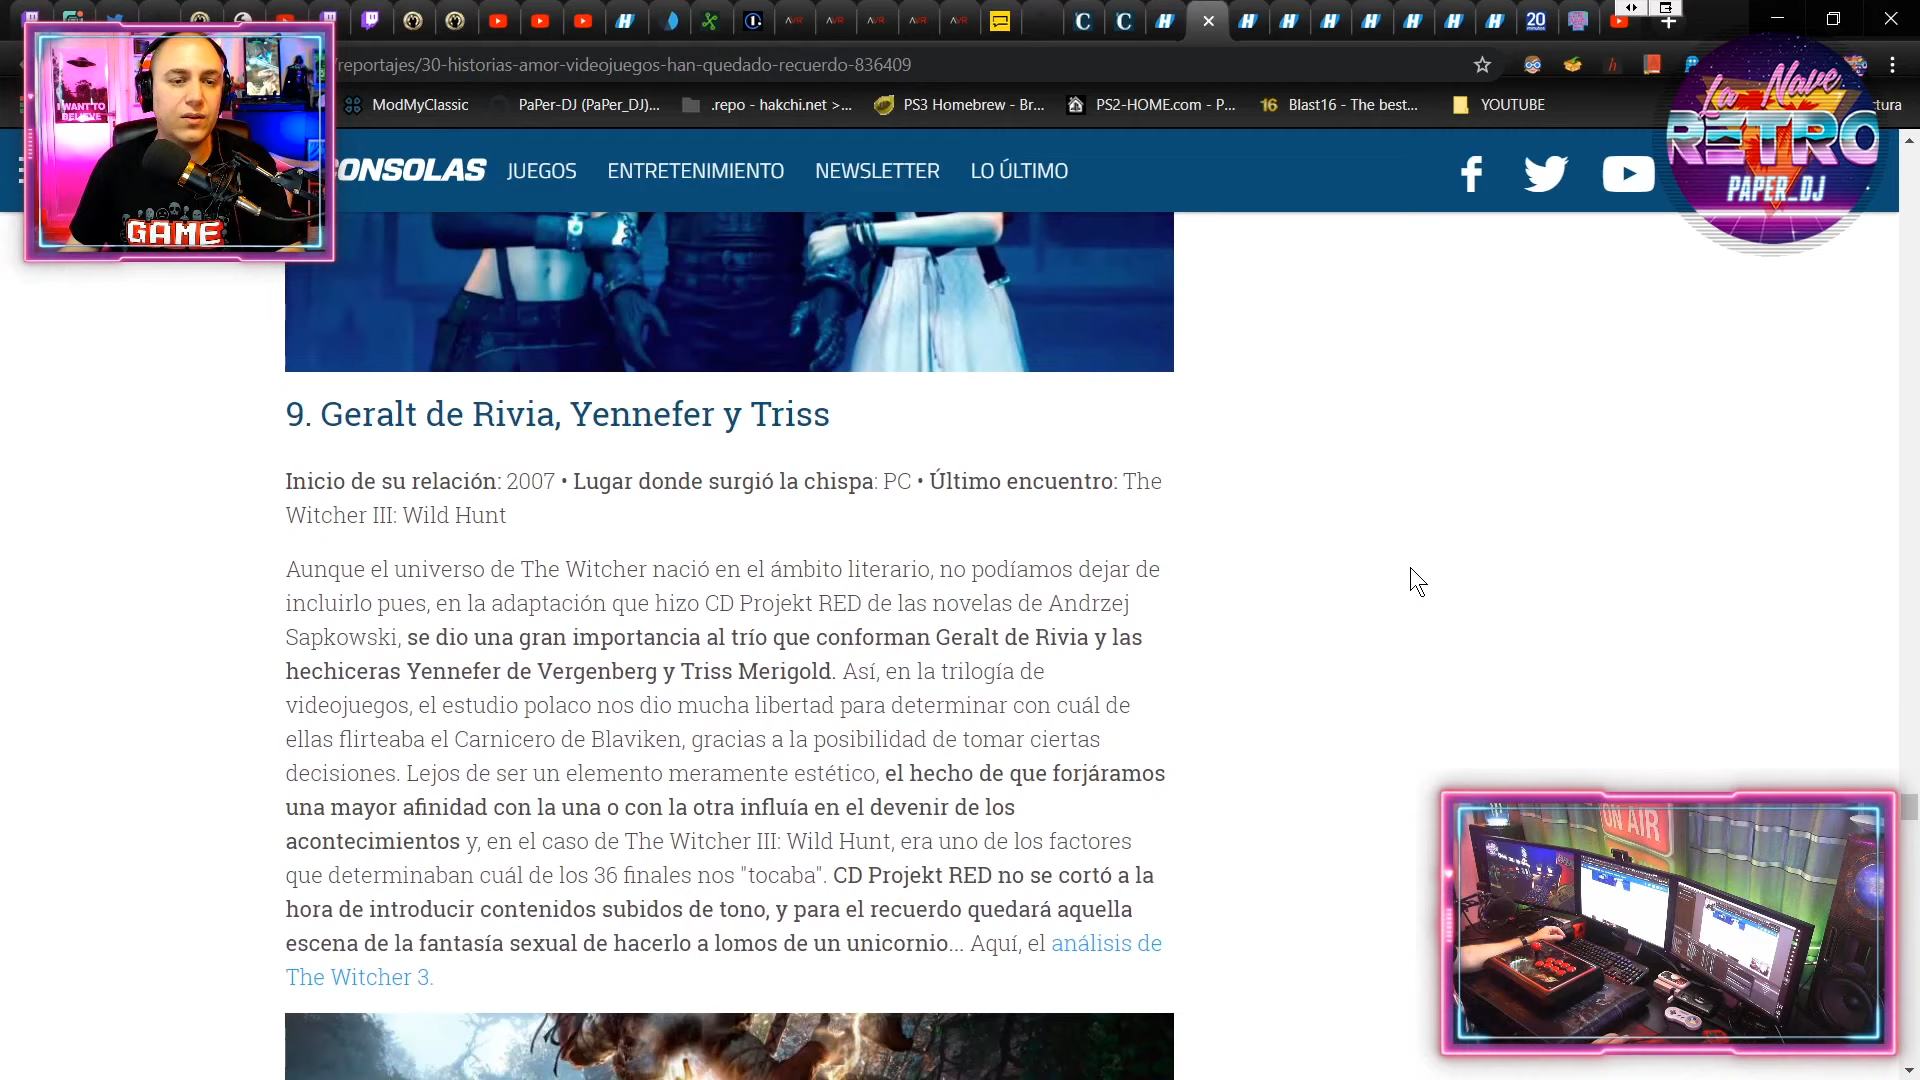 /reportajes/30-historias-amor-videojuegos-han-quedado-recuerdo-836409
ModMyClassic
PaPer-DJ (PaPer_DJ)...
.repo - hakchi.net >...
PS3 Homebrew - Br...
PS2-HOME.com - P...
Blast16 - The best...
YOUTUBE
ctura
I WANT TO
BELIEVE
GAME
La Nave
RETRO
PAPER_DJ
CONSOLAS JUEGOS ENTRETENIMIENTO NEWSLETTER LO ÚLTIMO
9. Geralt de Rivia, Yennefer y Triss
Inicio de su relación: 2007 • Lugar donde surgió la chispa: PC • Último encuentro: The
Witcher III: Wild Hunt
Aunque el universo de The Witcher nació en el ámbito literario, no podíamos dejar de
incluirlo pues, en la adaptación que hizo CD Projekt RED de las novelas de Andrzej
Sapkowski, se dio una gran importancia al trío que conforman Geralt de Rivia y las
hechiceras Yennefer de Vergenberg y Triss Merigold. Así, en la trilogía de
videojuegos, el estudio polaco nos dio mucha libertad para determinar con cuál de
ellas flirteaba el Carnicero de Blaviken, gracias a la posibilidad de tomar ciertas
decisiones. Lejos de ser un elemento meramente estético, el hecho de que forjáramos
una mayor afinidad con la una o con la otra influía en el devenir de los
acontecimientos y, en el caso de The Witcher III: Wild Hunt, era uno de los factores
que determinaban cuál de los 36 finales nos "tocaba". CD Projekt RED no se cortó a la
hora de introducir contenidos subidos de tono, y para el recuerdo quedará aquella
escena de la fantasía sexual de hacerlo a lomos de un unicornio... Aquí, el análisis de
The Witcher 3.
ON AIR